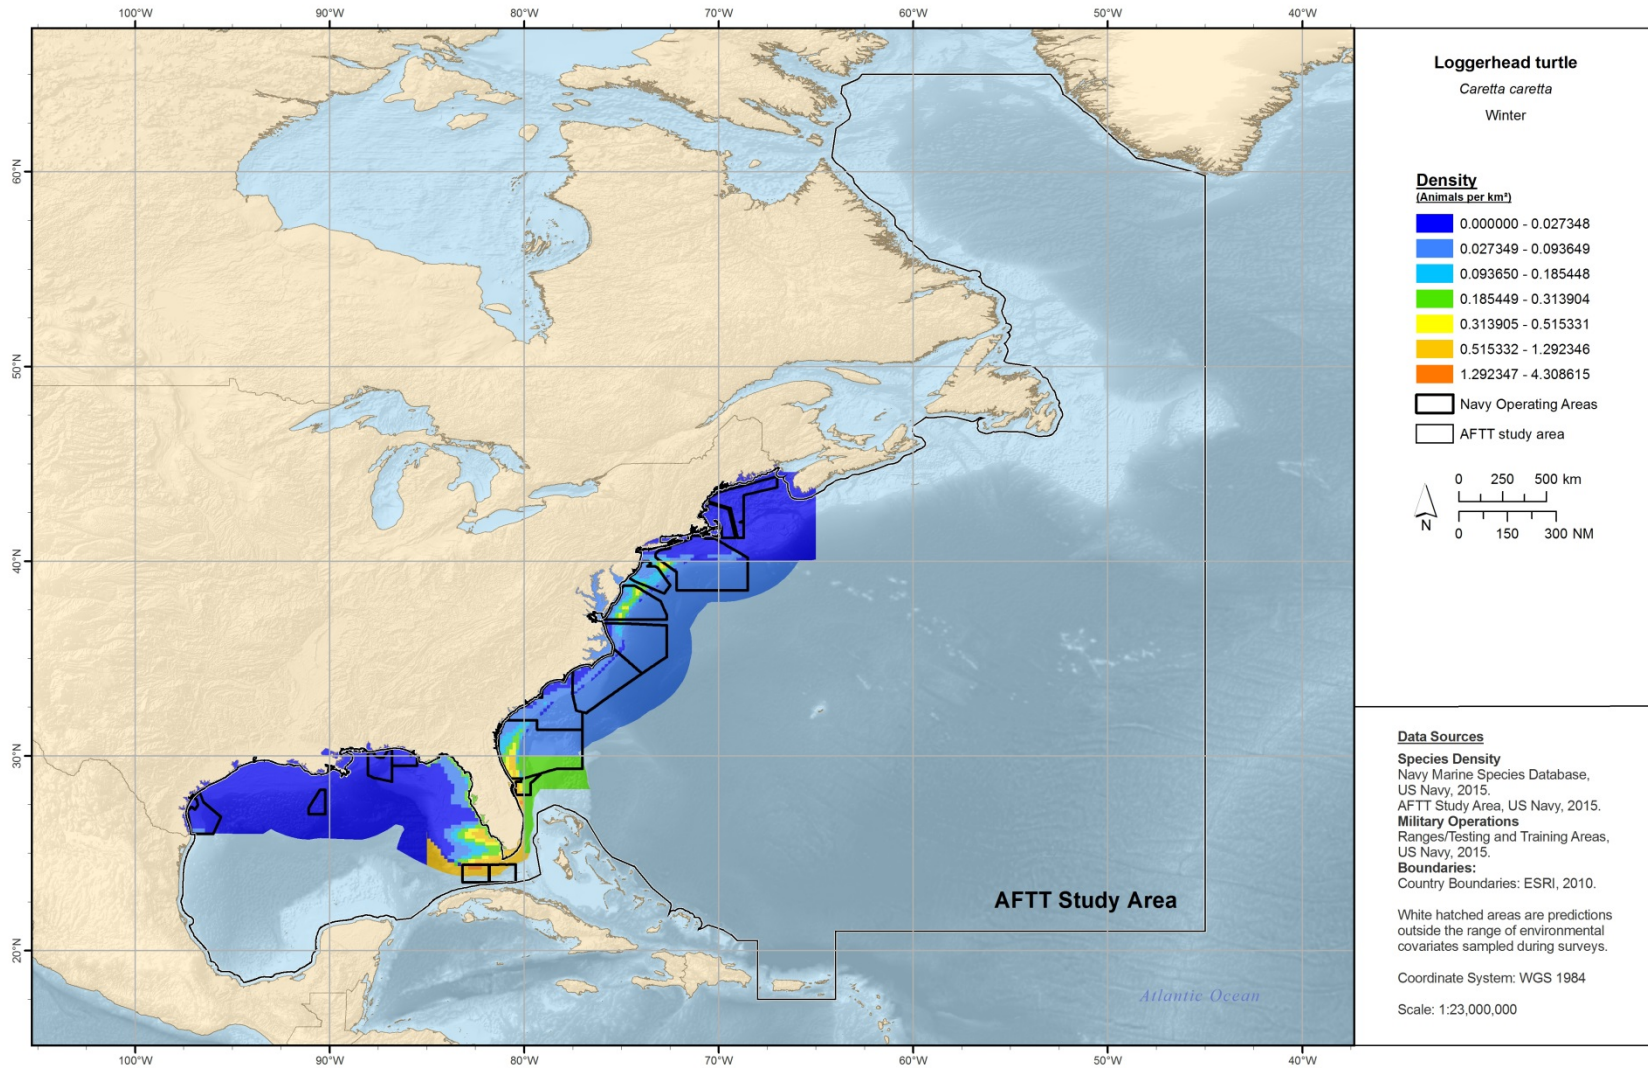 100°W 90°W 80°W 70°W 60°W 50°W 40°W
60°N
50°N
40°N
30°N
20°N
AFTT Study Area
Atlantic Ocean
100°W 90°W 80°W 70°W 60°W 50°W 40°W
Loggerhead turtle
Caretta caretta
Winter
Density
(Animals per km²)
0.000000 - 0.027348
0.027349 - 0.093649
0.093650 - 0.185448
0.185449 - 0.313904
0.313905 - 0.515331
0.515332 - 1.292346
1.292347 - 4.308615
Navy Operating Areas
AFTT study area
N
0 250 500 km
0 150 300 NM
Data Sources
Species Density
Navy Marine Species Database,
US Navy, 2015.
AFTT Study Area, US Navy, 2015.
Military Operations
Ranges/Testing and Training Areas,
US Navy, 2015.
Boundaries:
Country Boundaries: ESRI, 2010.
White hatched areas are predictions
outside the range of environmental
covariates sampled during surveys.
Coordinate System: WGS 1984
Scale: 1:23,000,000